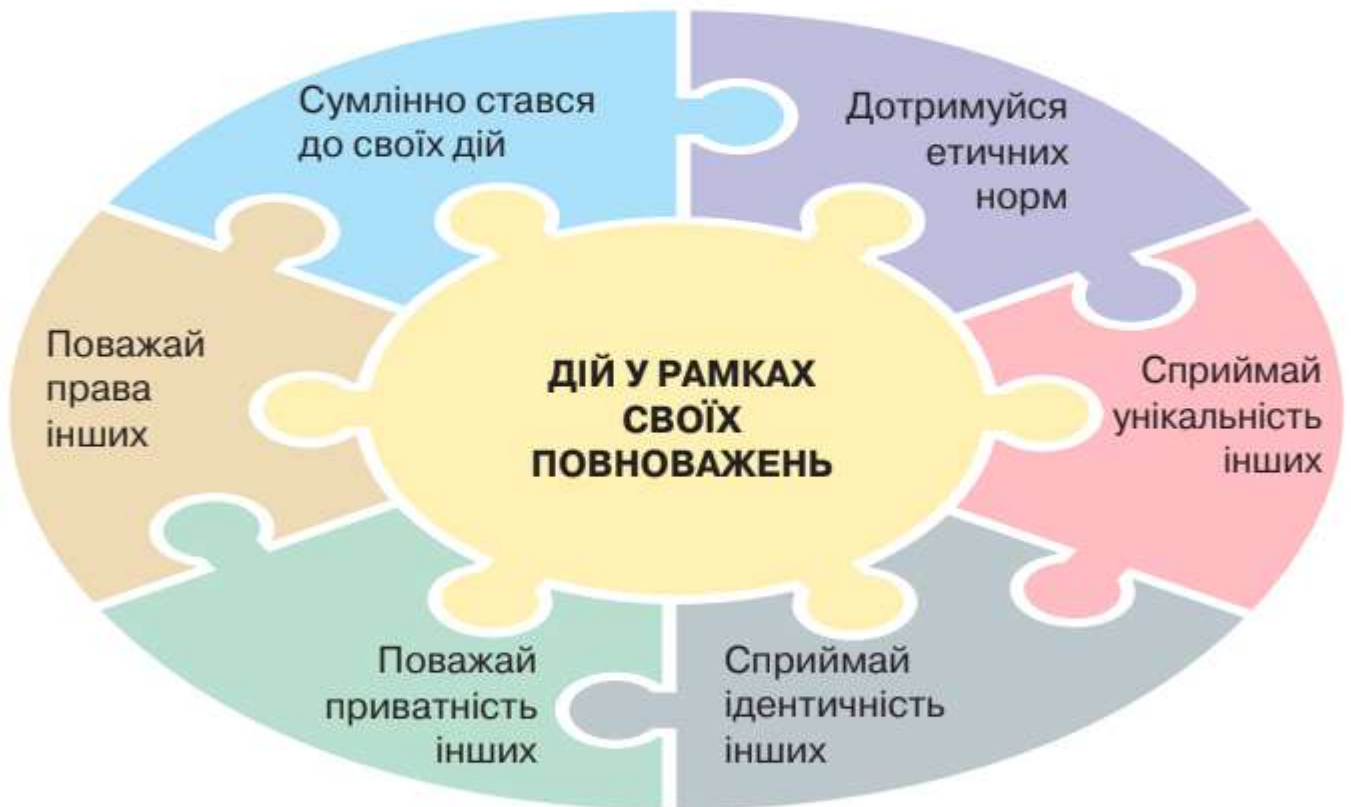 Сумлінно стався
до своїх дій
Дотримуйся
етичних
норм
Поважай
права
інших
ДІЙ У РАМКАХ
СВОЇХ
ПОВНОВАЖЕНЬ
Сприймай
унікальність
інших
Поважай
приватність
інших
Сприймай
ідентичність
інших